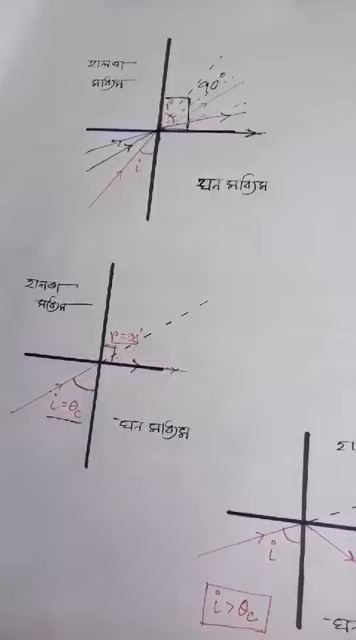 হালকা
মাধ্যম
90°
r
i
ঘন মাধ্যম
হালকা
মাধ্যম
r=90°
i=θc
ঘন মাধ্যম
হা
i
i>θc
ঘ